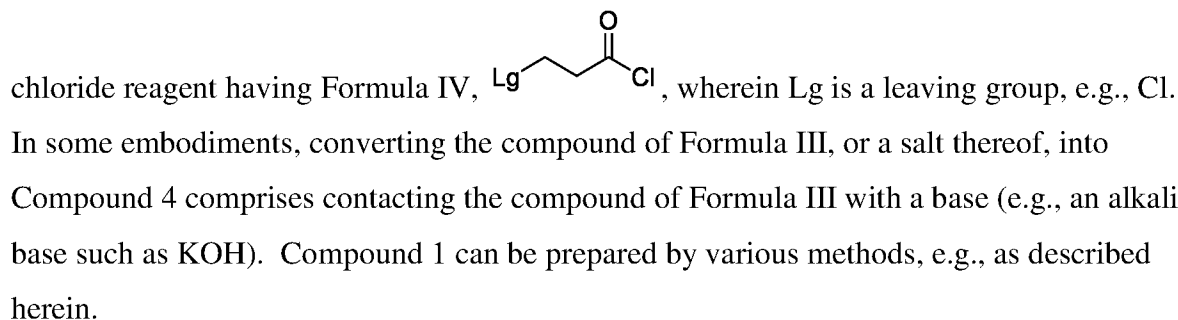 O
chloride reagent having Formula IV, Lg Cl , wherein Lg is a leaving group, e.g., Cl.
In some embodiments, converting the compound of Formula III, or a salt thereof, into
Compound 4 comprises contacting the compound of Formula III with a base (e.g., an alkali
base such as KOH).  Compound 1 can be prepared by various methods, e.g., as described
herein.